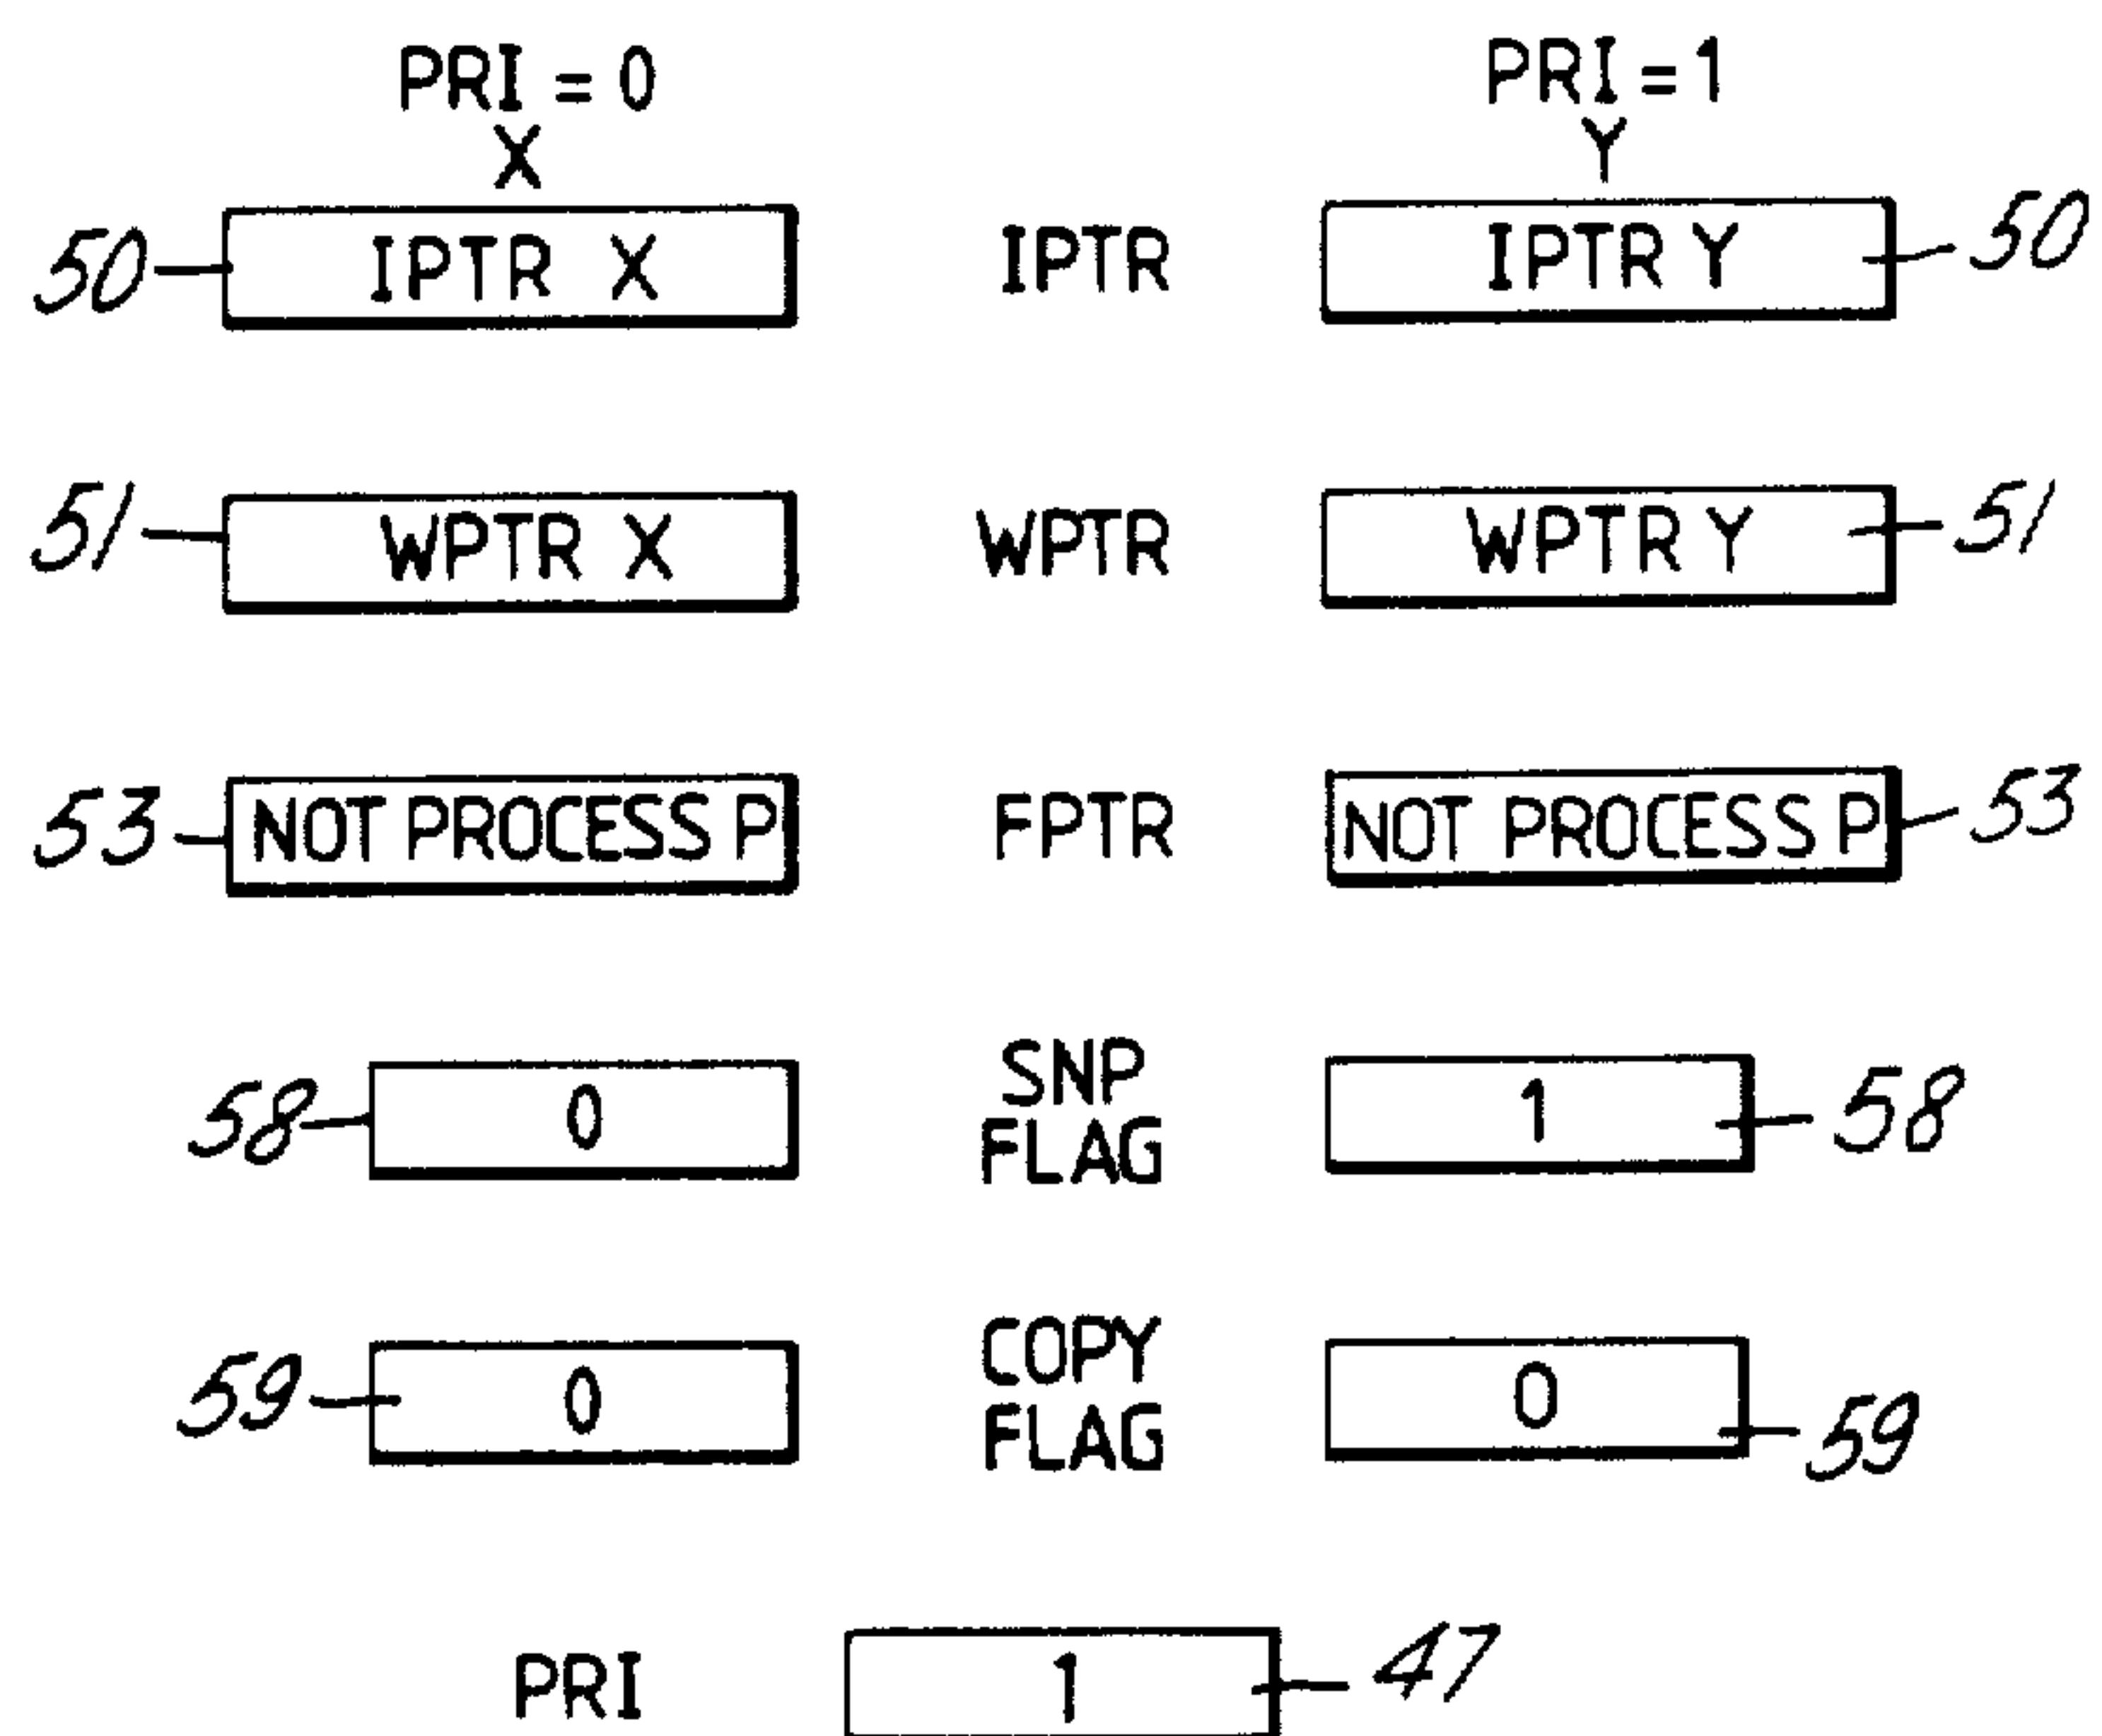 PRI = 0
PRI = 1
X
Y
50 IPTR X IPTR IPTR Y 50
51 WPTR X WPTR WPTR Y 51
53 NOT PROCESS P FPTR NOT PROCESS P 53
58 0 SNP FLAG 1 58
59 0 COPY FLAG 0 59
PRI 1 47